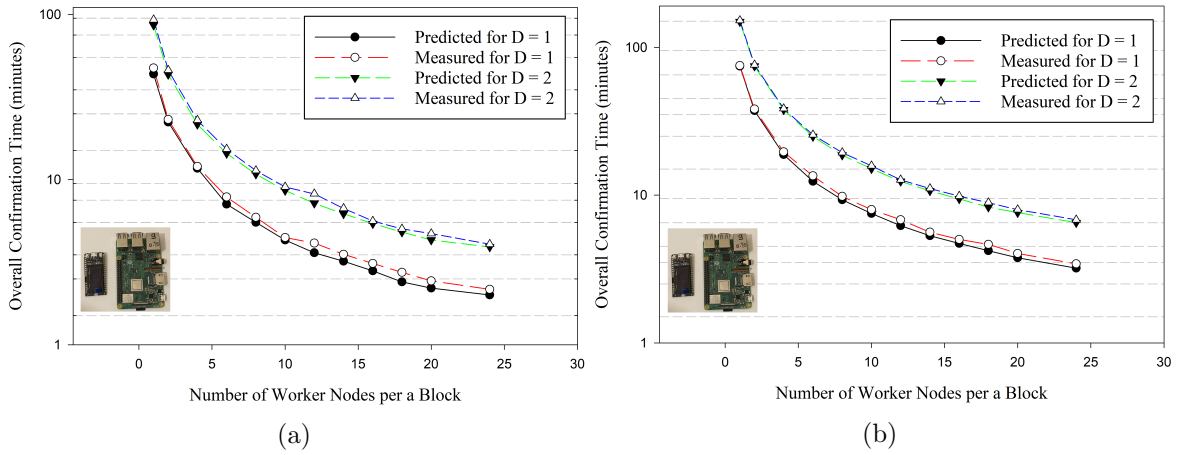 100
10
1
Overall Confirmation Time (minutes)
Predicted for D = 1
Measured for D = 1
Predicted for D = 2
Measured for D = 2
0 5 10 15 20 25 30
Number of Worker Nodes per a Block
(a)
100
10
1
Overall Confirmation Time (minutes)
Predicted for D = 1
Measured for D = 1
Predicted for D = 2
Measured for D = 2
0 5 10 15 20 25 30
Number of Worker Nodes per a Block
(b)